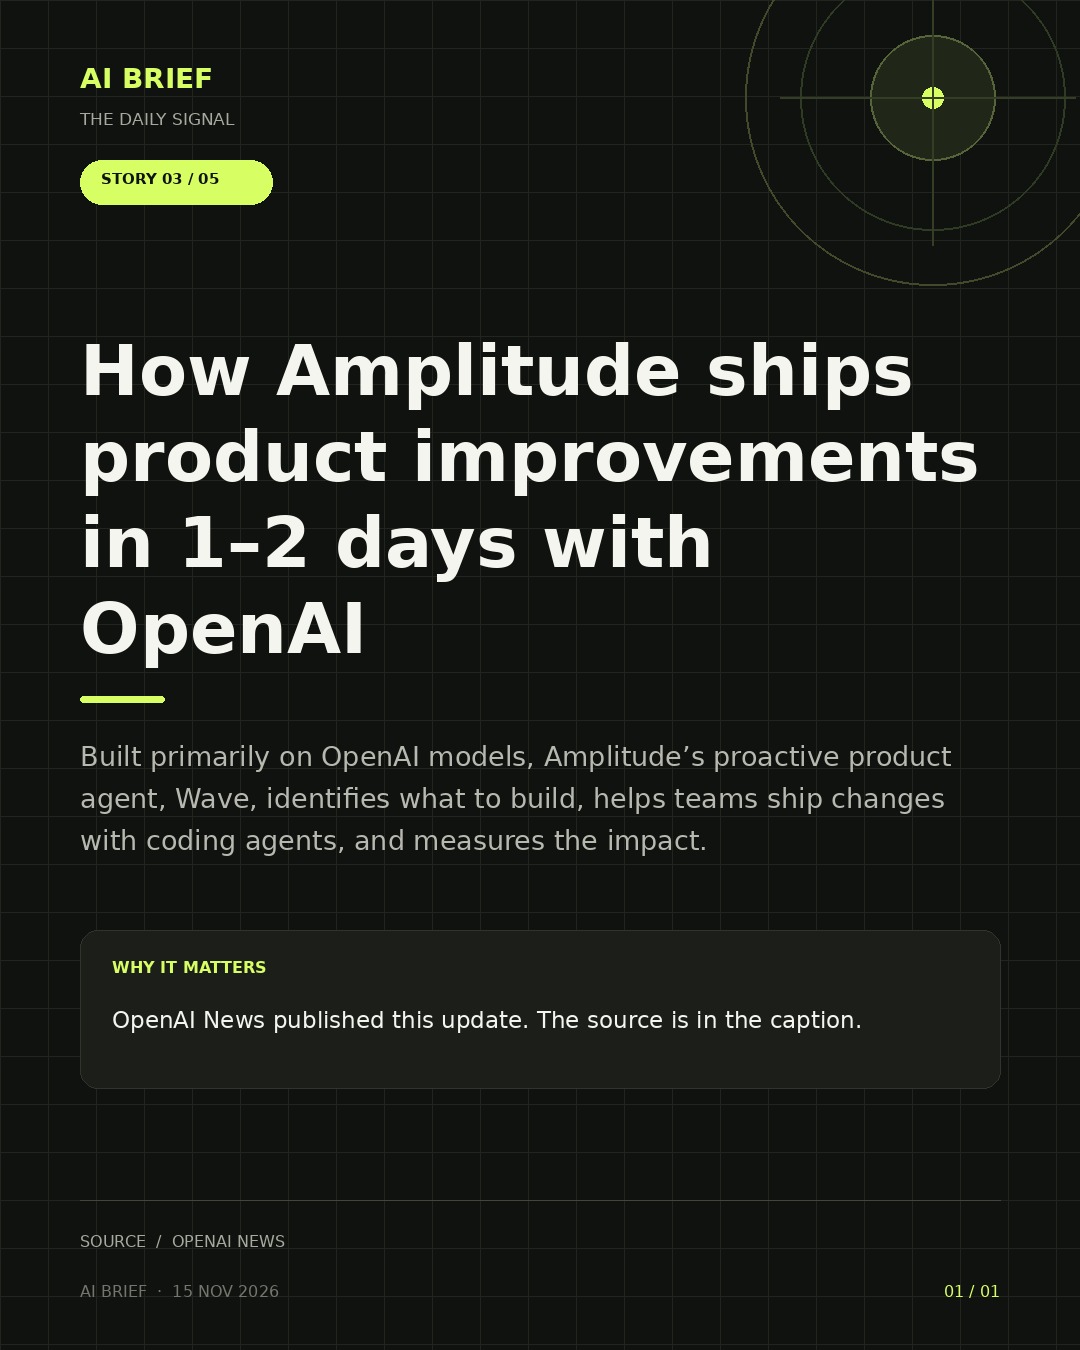 AI BRIEF
THE DAILY SIGNAL
STORY 03 / 05
How Amplitude ships
product improvements
in 1–2 days with
OpenAI
Built primarily on OpenAI models, Amplitude’s proactive product
agent, Wave, identifies what to build, helps teams ship changes
with coding agents, and measures the impact.
WHY IT MATTERS
OpenAI News published this update. The source is in the caption.
SOURCE / OPENAI NEWS
AI BRIEF · 15 NOV 2026
01 / 01